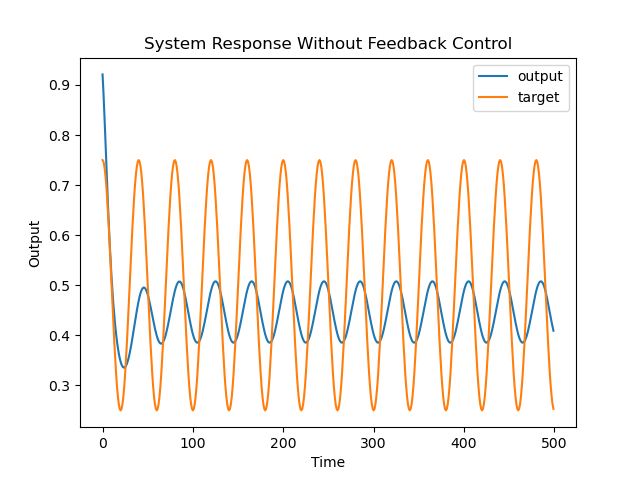 System Response Without Feedback Control
output
target
Output
0.9
0.8
0.7
0.6
0.5
0.4
0.3
0 100 200 300 400 500
Time